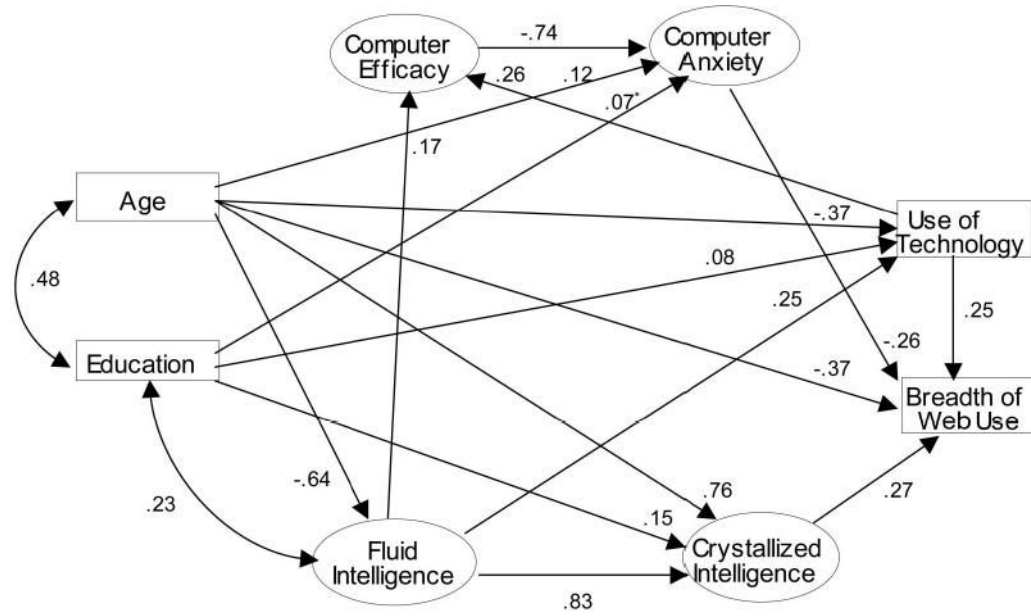 Computer
Efficacy
-.74
Computer
Anxiety
.26
.12
.07*
.17
Age
-.37
Use of
Technology
.48
.08
.25
.25
Education
-.26
-.37
Breadth of
Web Use
-.64
.23
.76
.27
.15
Fluid
Intelligence
Crystallized
Intelligence
.83